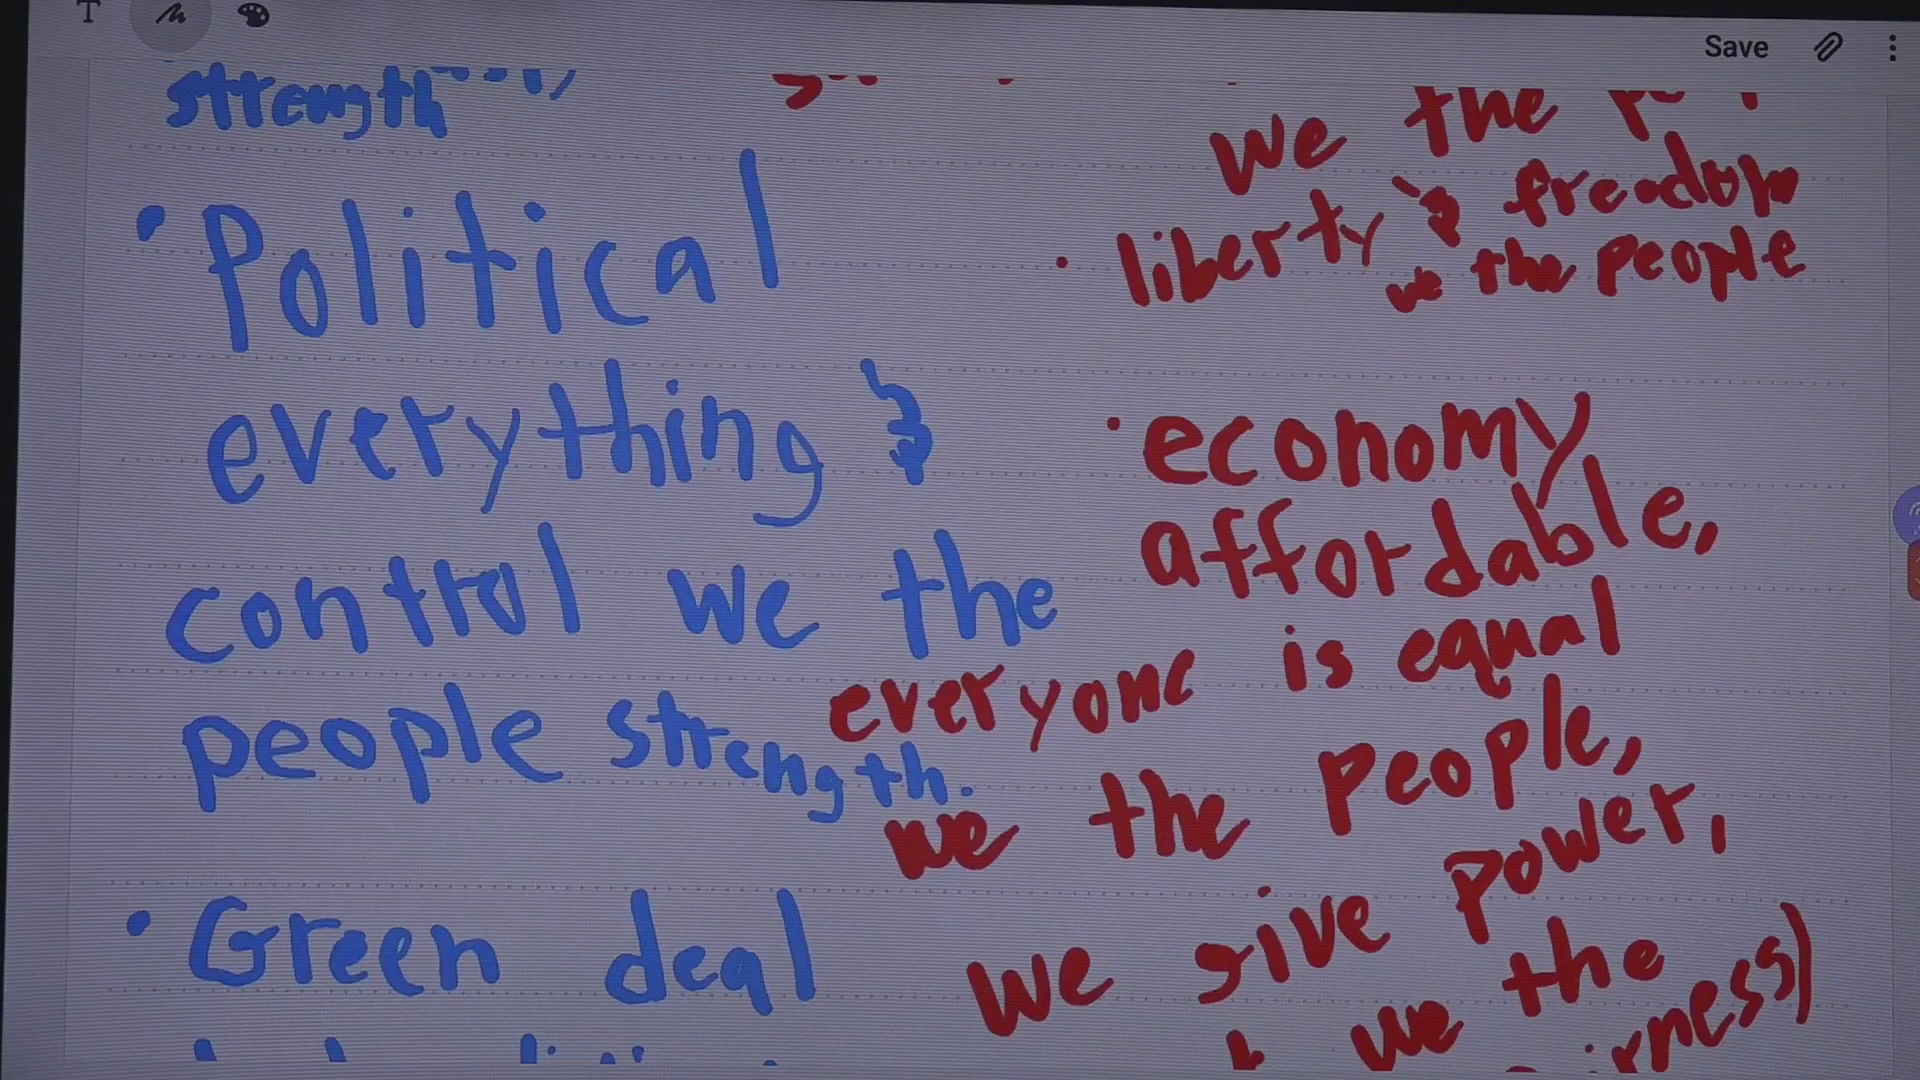 T
Save
strength
• Political
everything &
control we the
people strength.
• Green deal
we the
• liberty & freedom
we the people
• economy
affordable,
everyone is equal
we the people,
we give power,
& we the